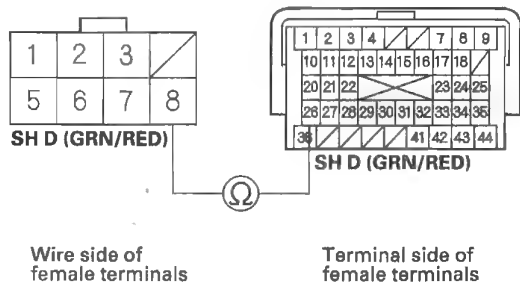 1 2 3
5 6 7 8
SH D (GRN/RED)
1 2 3 4 7 8 9
10 11 12 13 14 15 16 17 18
20 21 22 23 24 25
26 27 28 29 30 31 32 33 34 35
36 41 42 43 44
SH D (GRN/RED)
Ω
Wire side of
female terminals
Terminal side of
female terminals